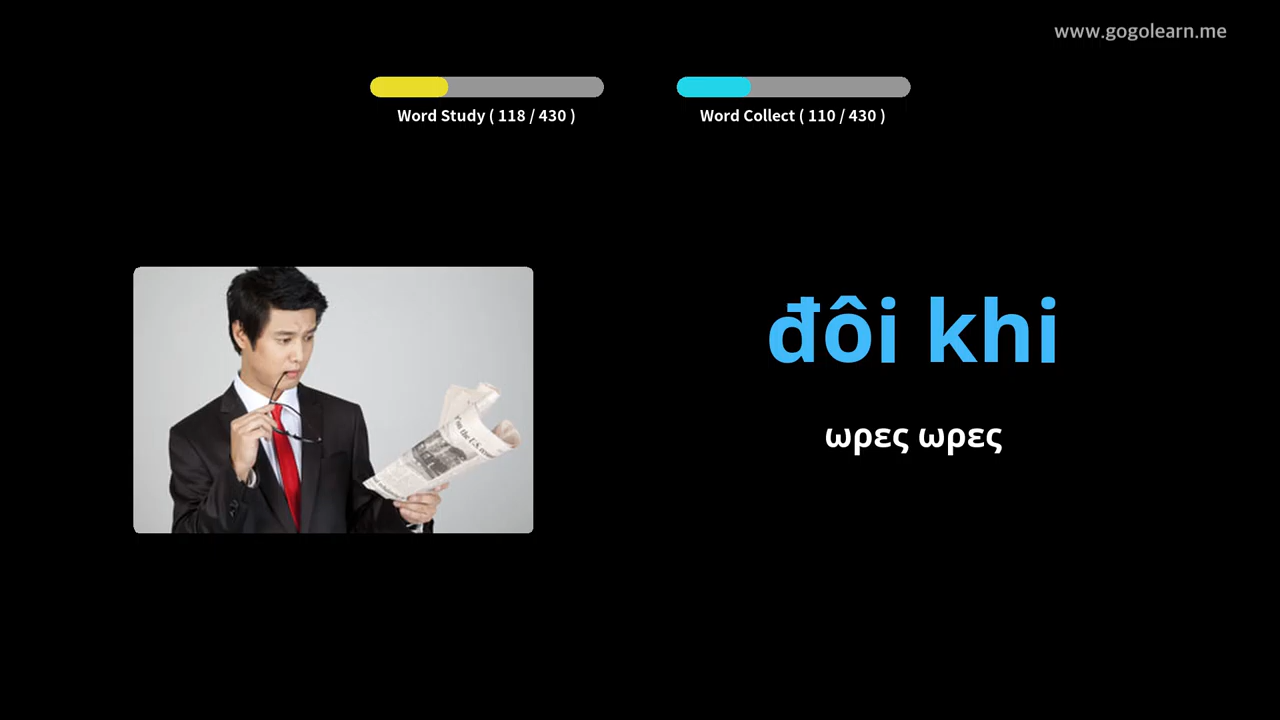 www.gogolearn.me
Word Study ( 118 / 430 )
Word Collect ( 110 / 430 )
đôi khi
ωρες ωρες